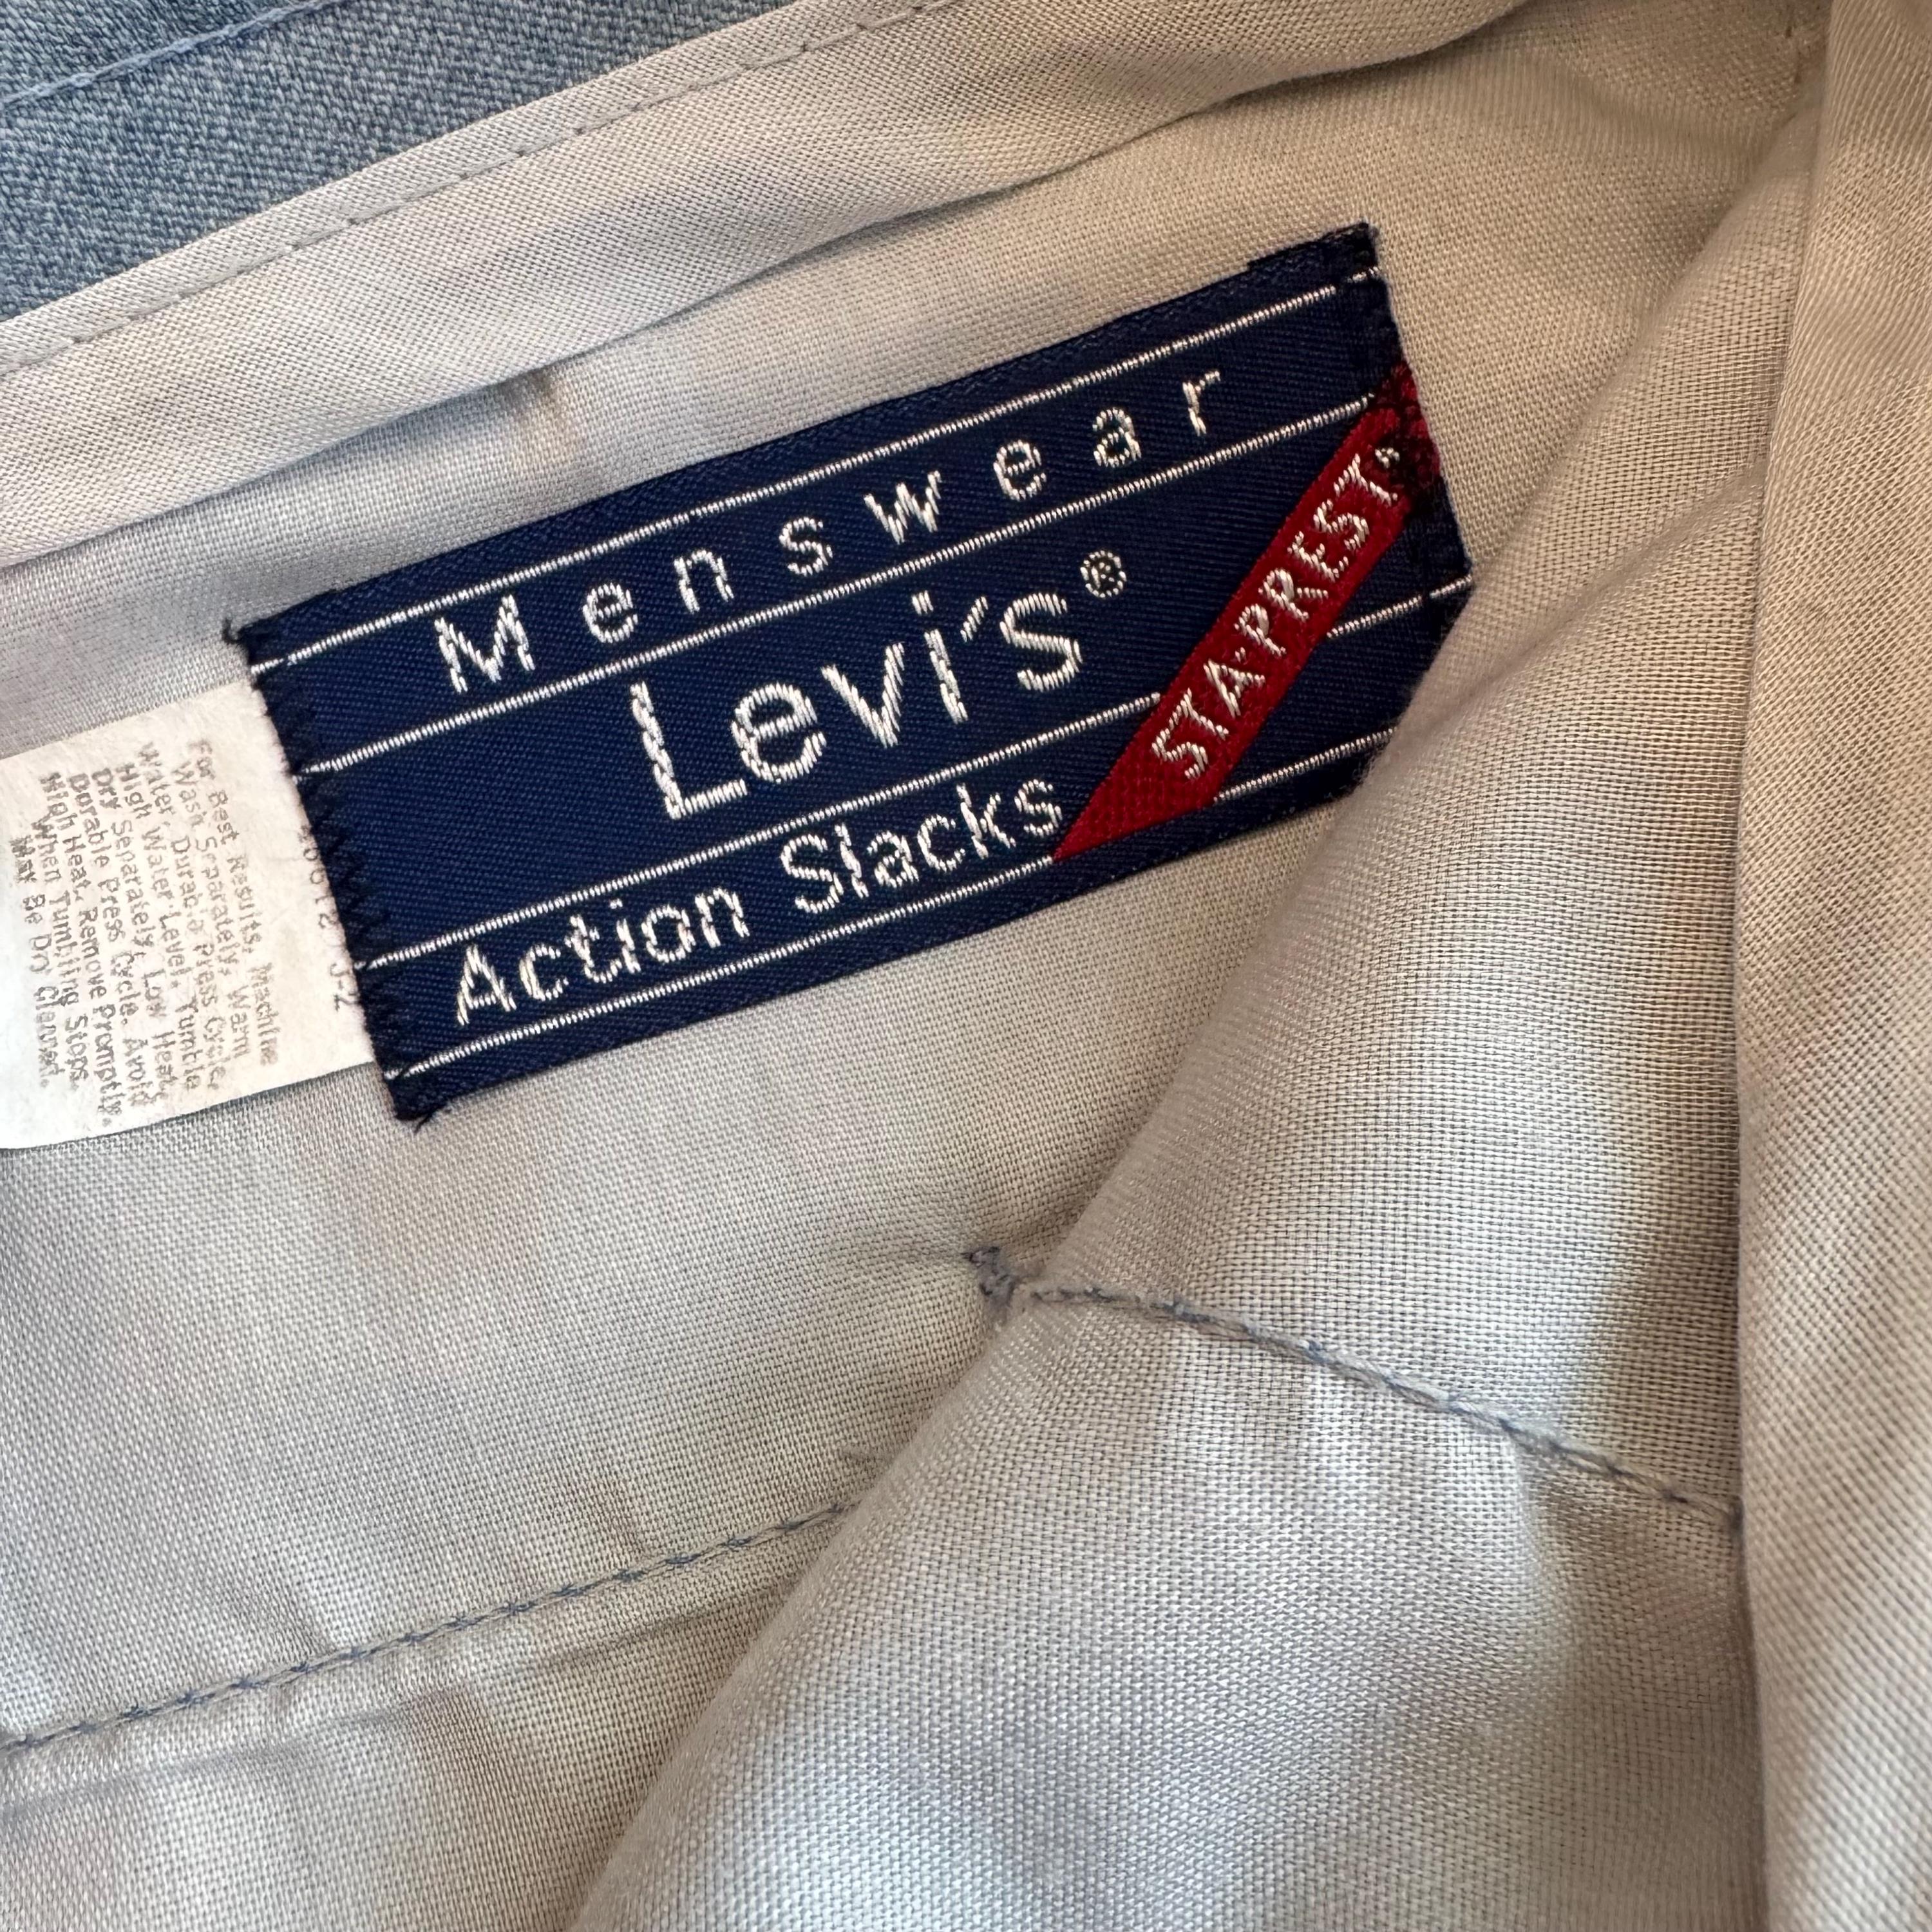 Menswear
Levi's®
Action Slacks
STA-PREST®
For Best Results, Machine
Wash Separately, Warm
Water, Durable Press Cycle,
High Water Level, Tumble
Dry Separately, Low Heat,
Durable Press Cycle. Avoid
High Heat. Remove Promptly
When Tumbling Stops.
May Be Dry Cleaned.
J-2